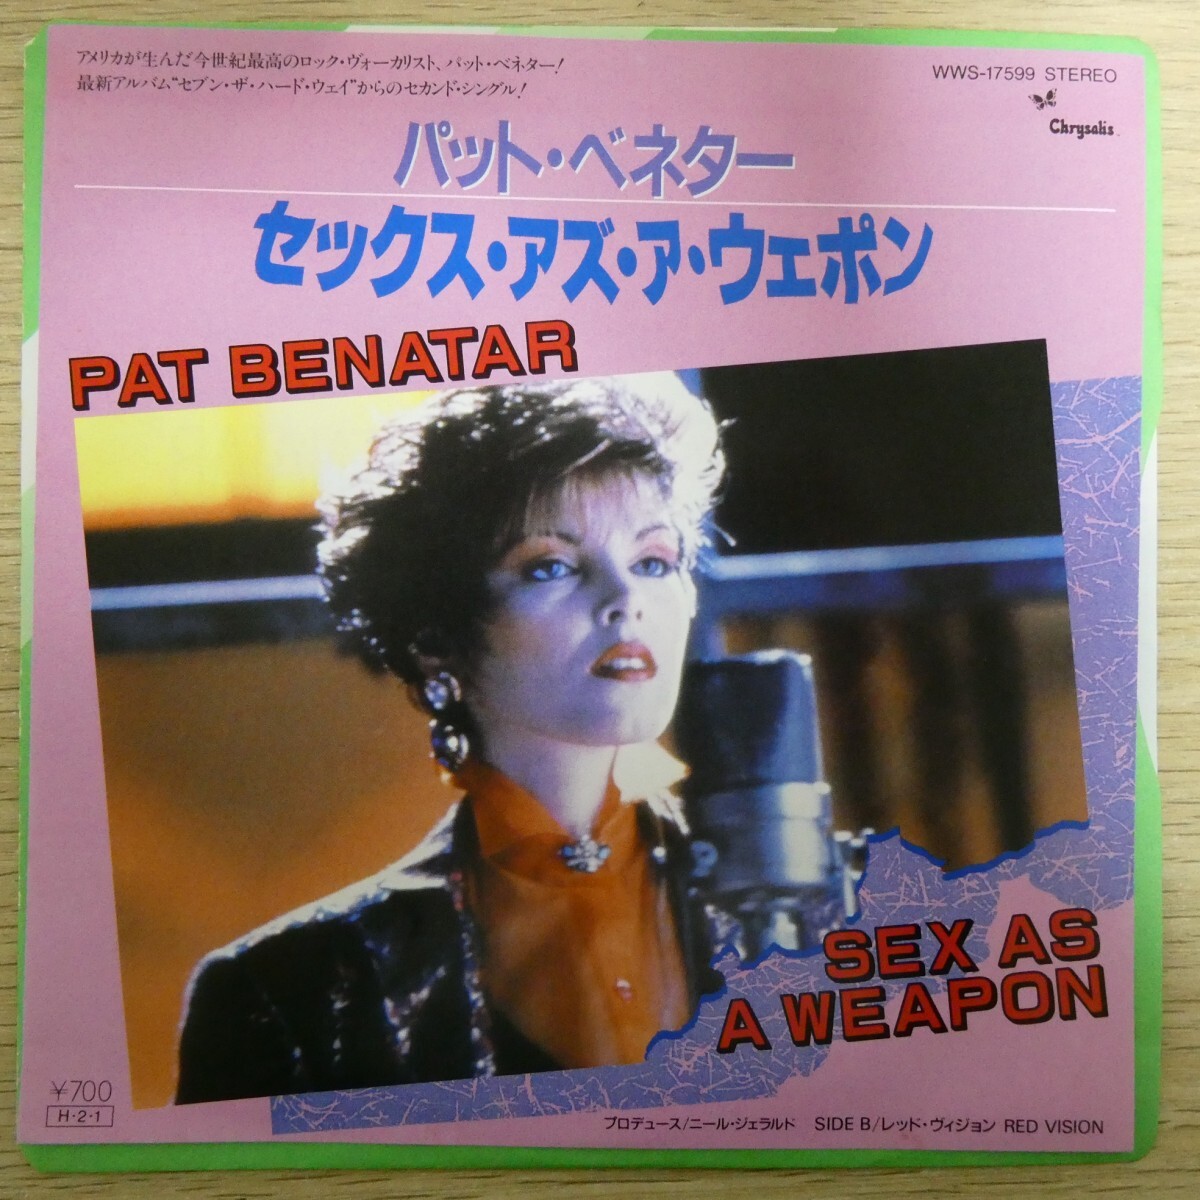 アメリカが生んだ今世紀最高のロック・ヴォーカリスト、パット・ベネター!
最新アルバム“セブン・ザ・ハード・ウェイ”からのセカンド・シングル!
WWS-17599 STEREO
Chrysalis
パット・ベネター
セックス・アズ・ア・ウェポン
PAT BENATAR
SEX AS
A WEAPON
¥700
H・2・1
プロデュース/ニール・ジェラルド SIDE B/レッド・ヴィジョン RED VISION